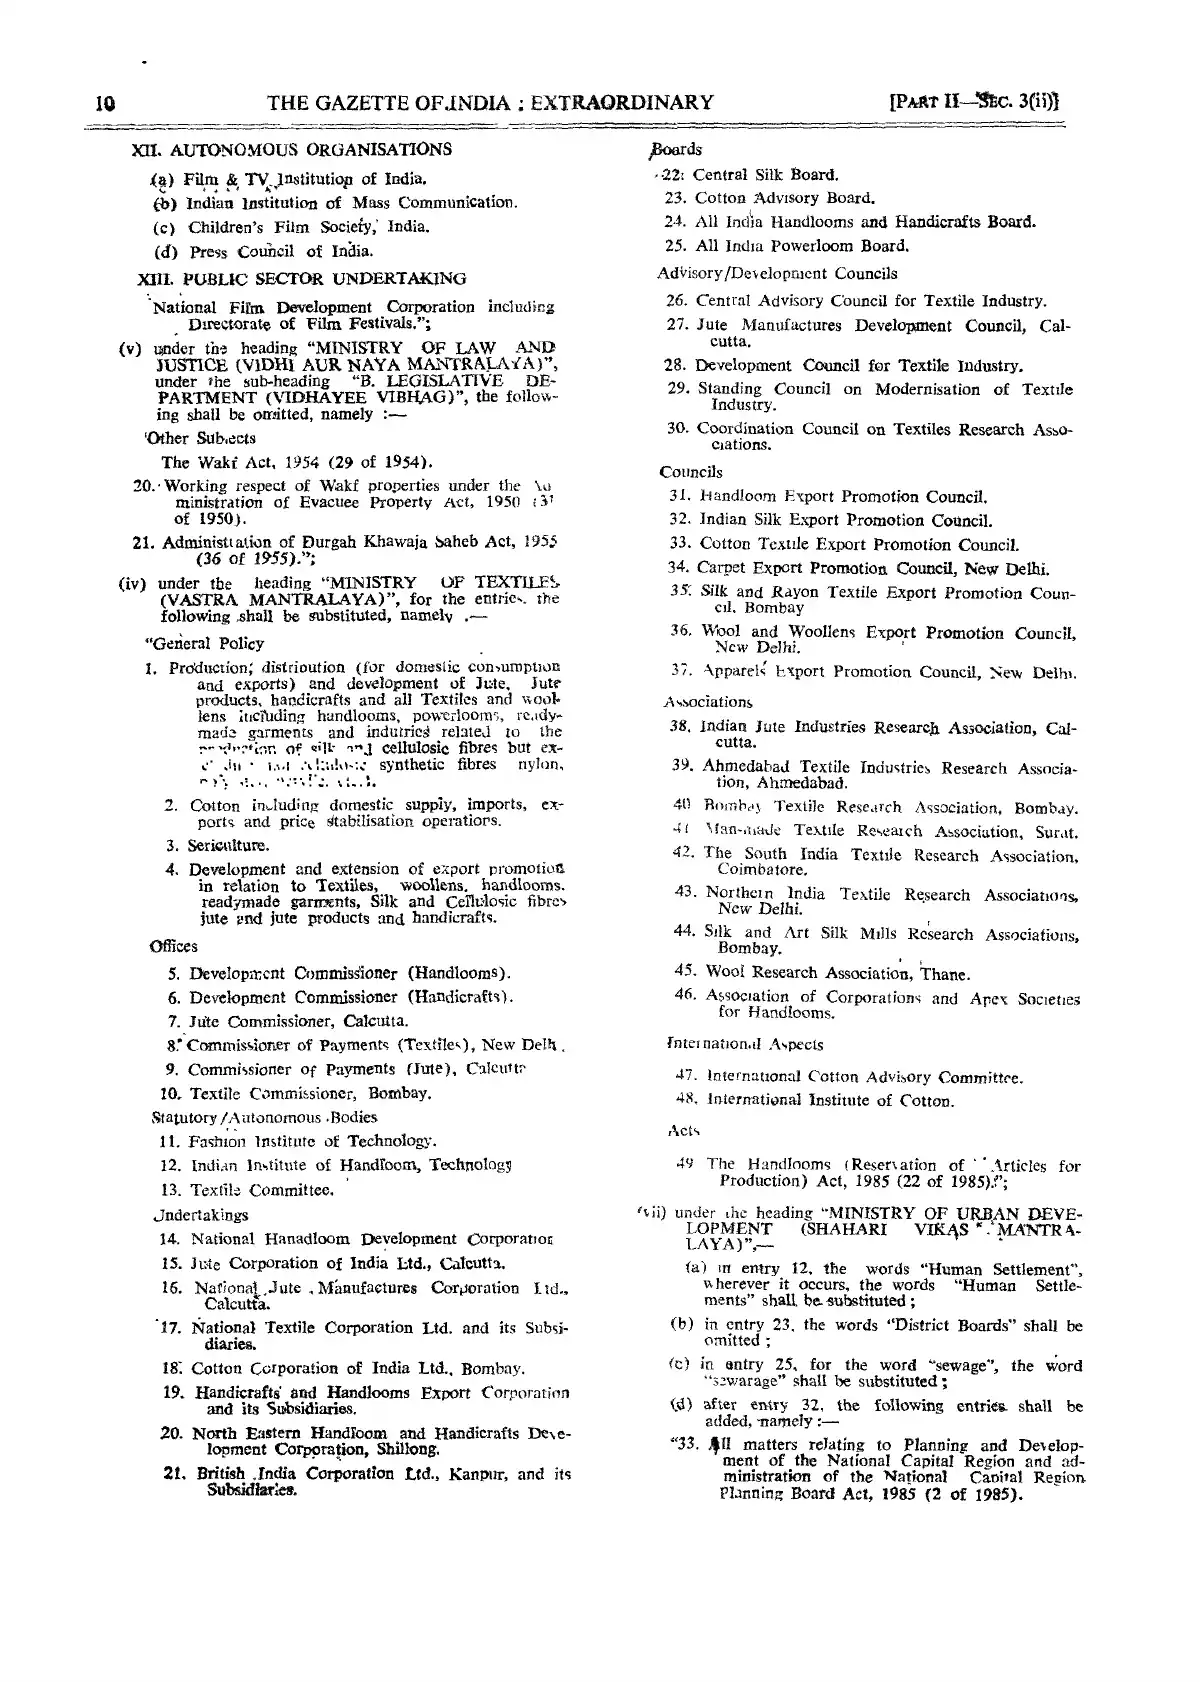 10
THE GAZETTE OF INDIA : EXTRAORDINARY
[PART II—SEC. 3(ii)]
XII. AUTONOMOUS ORGANISATIONS
(a) Film & TV Institution of India.
(b) Indian Institution of Mass Communication.
(c) Children's Film Society, India.
(d) Press Council of India.
XIII. PUBLIC SECTOR UNDERTAKING
National Film Development Corporation including
Directorate of Film Festivals.";
(v) under the heading "MINISTRY OF LAW AND
JUSTICE (VIDHI AUR NAYA MANTRALAYA)",
under the sub-heading "B. LEGISLATIVE DE-
PARTMENT (VIDHAYEE VIBHAG)", the follow-
ing shall be omitted, namely :—
'Other Subjects
The Wakf Act, 1954 (29 of 1954).
20. Working respect of Wakf properties under the
ministration of Evacuee Property Act, 1950 (31
of 1950).
21. Administration of Durgah Khawaja Saheb Act, 1955
(36 of 1955).";
(iv) under the heading "MINISTRY OF TEXTILES
(VASTRA MANTRALAYA)", for the entries, the
following shall be substituted, namely .—
"General Policy
1. Production, distribution (for domestic consumption
and exports) and development of Jute, Jute
products, handicrafts and all Textiles and wool-
lens including handlooms, powerlooms, ready-
made garments and indutries related to the
production of silk and cellulosic fibres but ex-
synthetic fibres nylon,
2. Cotton including domestic supply, imports, ex-
ports and price stabilisation operations.
3. Sericulture.
4. Development and extension of export promotion
in relation to Textiles, woollens, handlooms.
readymade garments, Silk and Cellulosic fibres
jute and jute products and handicrafts.
Offices
5. Development Commissioner (Handlooms).
6. Development Commissioner (Handicrafts).
7. Jute Commissioner, Calcutta.
8. Commissioner of Payments (Textiles), New Delh.
9. Commissioner of Payments (Jute), Calcutta
10. Textile Commissioner, Bombay.
Statutory/Autonomous Bodies
11. Fashion Institute of Technology.
12. Indian Institute of Handloom, Technology
13. Textile Committee.
Undertakings
14. National Hanadloom Development Corporation
15. Jute Corporation of India Ltd., Calcutta.
16. National Jute Manufactures Corporation Ltd.,
Calcutta.
17. National Textile Corporation Ltd. and its Subsi-
diaries.
18. Cotton Corporation of India Ltd., Bombay.
19. Handicrafts and Handlooms Export Corporation
and its Subsidiaries.
20. North Eastern Handloom and Handicrafts Deve-
lopment Corporation, Shillong.
21. British India Corporation Ltd., Kanpur, and its
Subsidiaries.
Boards
22. Central Silk Board.
23. Cotton Advisory Board.
24. All India Handlooms and Handicrafts Board.
25. All India Powerloom Board.
Advisory/Development Councils
26. Central Advisory Council for Textile Industry.
27. Jute Manufactures Development Council, Cal-
cutta.
28. Development Council for Textile Industry.
29. Standing Council on Modernisation of Textile
Industry.
30. Coordination Council on Textiles Research Asso-
ciations.
Councils
31. Handloom Export Promotion Council.
32. Indian Silk Export Promotion Council.
33. Cotton Textile Export Promotion Council.
34. Carpet Export Promotion Council, New Delhi.
35. Silk and Rayon Textile Export Promotion Coun-
cil. Bombay
36. Wool and Woollens Export Promotion Council,
New Delhi.
37. Apparels Export Promotion Council, New Delhi.
Associations
38. Indian Jute Industries Research Association, Cal-
cutta.
39. Ahmedabad Textile Industries Research Associa-
tion, Ahmedabad.
40 Bombay Textile Research Association, Bombay.
41 Man-made Textile Research Association, Surat.
42. The South India Textile Research Association,
Coimbatore.
43. Northern India Textile Research Associations,
New Delhi.
44. Silk and Art Silk Mills Research Associations,
Bombay.
45. Wool Research Association, Thane.
46. Association of Corporations and Apex Societies
for Handlooms.
International Aspects
47. International Cotton Advisory Committee.
48. International Institute of Cotton.
Acts
49 The Handlooms (Reservation of Articles for
Production) Act, 1985 (22 of 1985).";
(vii) under the heading "MINISTRY OF URBAN DEVE-
LOPMENT (SHAHARI VIKAS MANTRA-
LAYA)",—
(a) in entry 12, the words "Human Settlement",
wherever it occurs, the words "Human Settle-
ments" shall be substituted ;
(b) in entry 23, the words "District Boards" shall be
omitted ;
(c) in entry 25, for the word "sewage", the word
"sewarage" shall be substituted ;
(d) after entry 32, the following entries shall be
added, namely :—
"33. All matters relating to Planning and Develop-
ment of the National Capital Region and ad-
ministration of the National Capital Region
Planning Board Act, 1985 (2 of 1985).